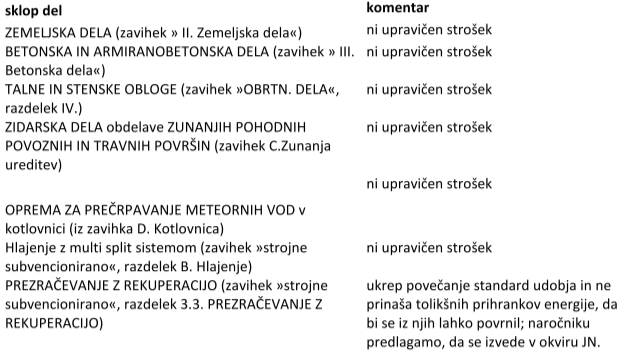 sklop del komentar
ZEMELJSKA DELA (zavihek » II. Zemeljska dela«) ni upravičen strošek
BETONSKA IN ARMIRANOBETONSKA DELA (zavihek » III. ni upravičen strošek
Betonska dela«)
TALNE IN STENSKE OBLOGE (zavihek »OBRTN. DELA«, ni upravičen strošek
razdelek IV.)
ZIDARSKA DELA obdelave ZUNANJIH POHODNIH ni upravičen strošek
POVOZNIH IN TRAVNIH POVRŠIN (zavihek C.Zunanja
ureditev)
ni upravičen strošek
OPREMA ZA PREČRPAVANJE METEORNIH VOD v
kotlovnici (iz zavihka D. Kotlovnica)
Hlajenje z multi split sistemom (zavihek »strojne ni upravičen strošek
subvencionirano«, razdelek B. Hlajenje)
PREZRAČEVANJE Z REKUPERACIJO (zavihek »strojne ukrep povečanje standard udobja in ne
subvencionirano«, razdelek 3.3. PREZRAČEVANJE Z prinaša tolikšnih prihrankov energije, da
REKUPERACIJO) bi se iz njih lahko povrnil; naročniku
predlagamo, da se izvede v okviru JN.